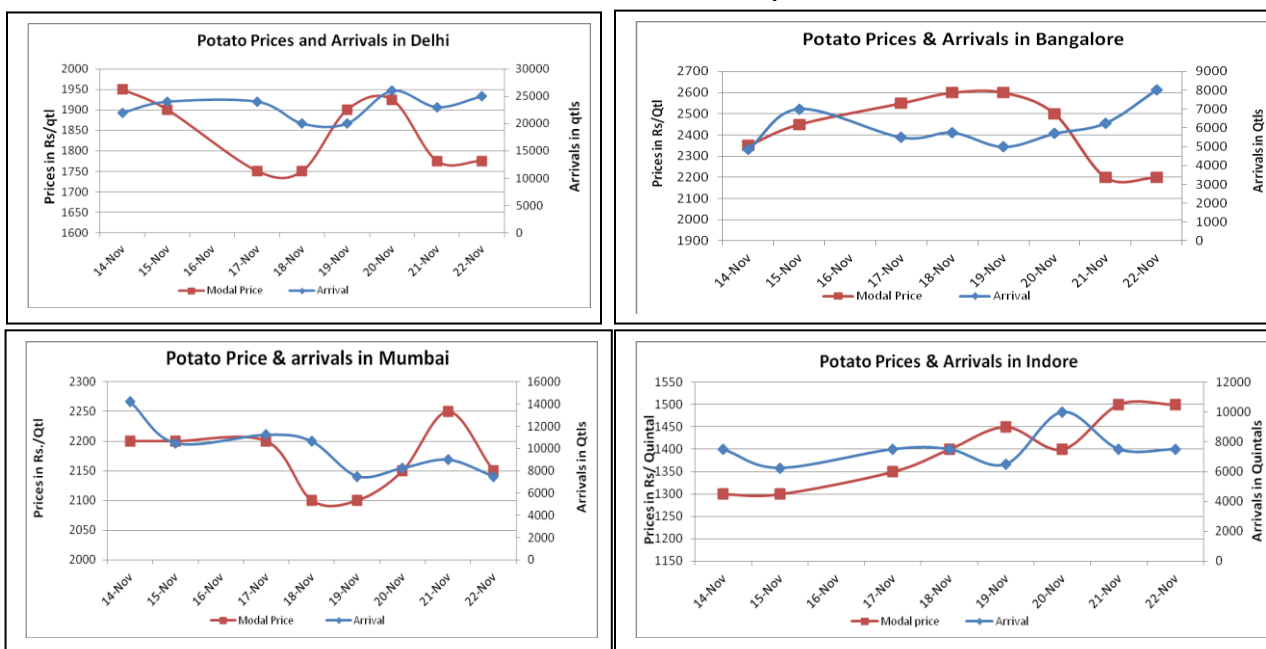 Potato Prices and Arrivals in Delhi
Prices in Rs/qtl
2000
1950
1900
1850
1800
1750
1700
1650
1600
30000
25000
20000
15000
10000
5000
0
Arrivals in qtls
14-Nov
15-Nov
16-Nov
17-Nov
18-Nov
19-Nov
20-Nov
21-Nov
22-Nov
Modal Price
Arrival
Potato Prices & Arrivals in Bangalore
Prices in Rs/Qtl
2700
2600
2500
2400
2300
2200
2100
2000
1900
9000
8000
7000
6000
5000
4000
3000
2000
1000
0
Arrivals in Qtls
14-Nov
15-Nov
16-Nov
17-Nov
18-Nov
19-Nov
20-Nov
21-Nov
22-Nov
Modal Price
Arrival
Potato Price & arrivals in Mumbai
Prices in Rs./Qtl
2300
2250
2200
2150
2100
2050
2000
16000
14000
12000
10000
8000
6000
4000
2000
0
Arrivals in Qtls
14-Nov
15-Nov
16-Nov
17-Nov
18-Nov
19-Nov
20-Nov
21-Nov
22-Nov
Modal Price
Arrival
Potato Prices & Arrivals in Indore
Prices in Rs/ Quintal
1550
1500
1450
1400
1350
1300
1250
1200
1150
12000
10000
8000
6000
4000
2000
0
Arrivals in Quintals
14-Nov
15-Nov
16-Nov
17-Nov
18-Nov
19-Nov
20-Nov
21-Nov
22-Nov
Modal price
Arrival